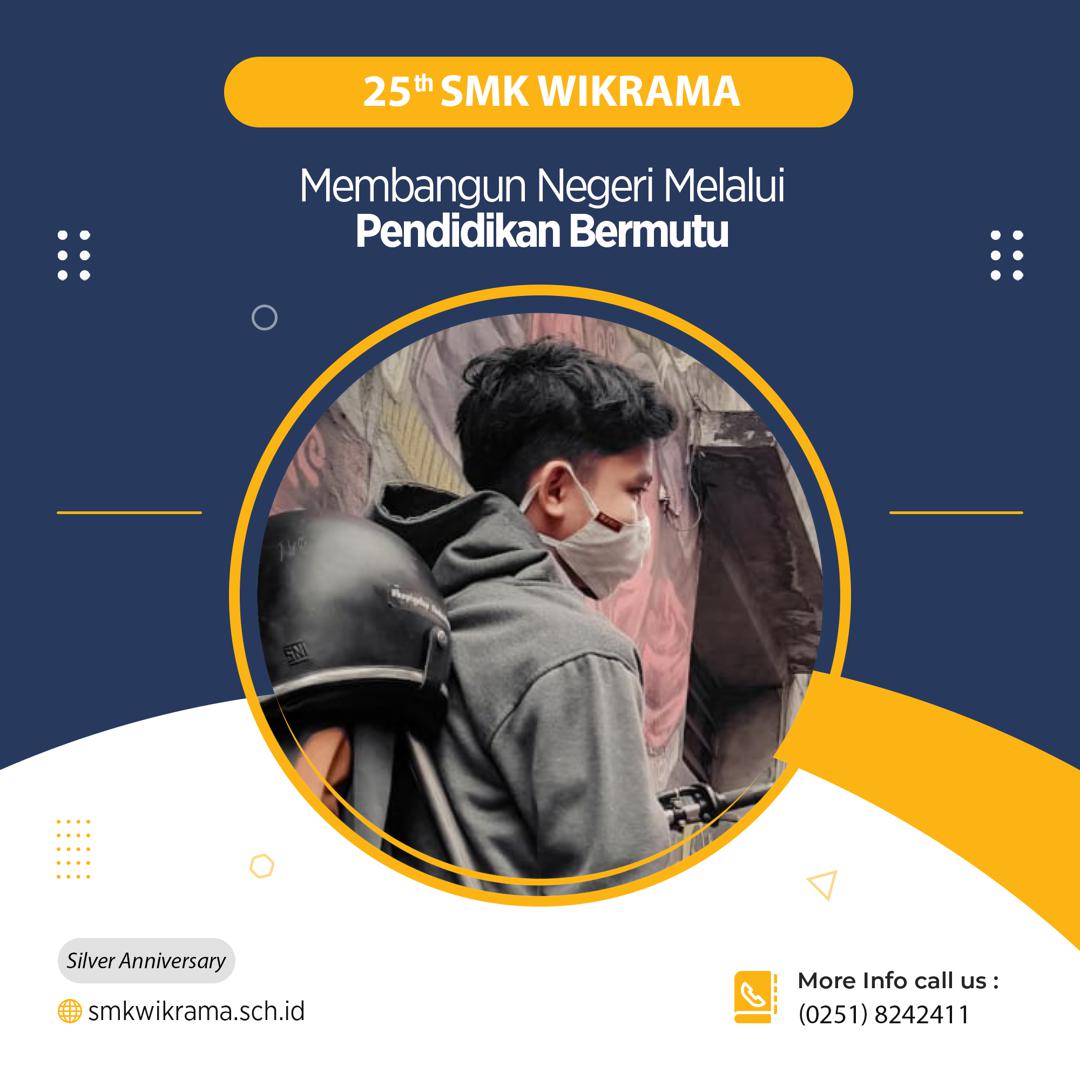 25th SMK WIKRAMA
Membangun Negeri Melalui
Pendidikan Bermutu
SNI
Silver Anniversary
smkwikrama.sch.id
More Info call us :
(0251) 8242411